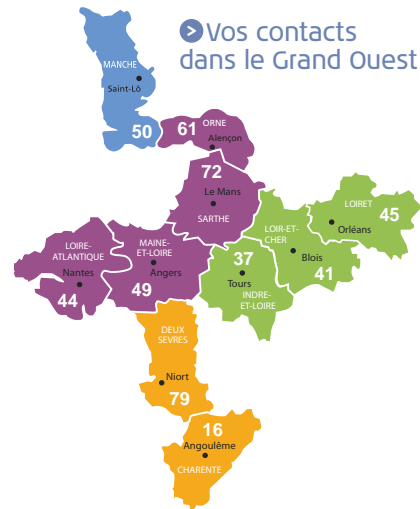 Vos contacts
dans le Grand Ouest
MANCHE
Saint-Lô
50
61
ORNE
Alençon
72
Le Mans
SARTHE
LOIRET
45
Orléans
LOIR-ET-
CHER
Blois
41
LOIRE-
ATLANTIQUE
Nantes
44
MAINE-
ET-LOIRE
Angers
49
37
Tours
INDRE-
ET-LOIRE
DEUX
SEVRES
Niort
79
16
Angoulême
CHARENTE